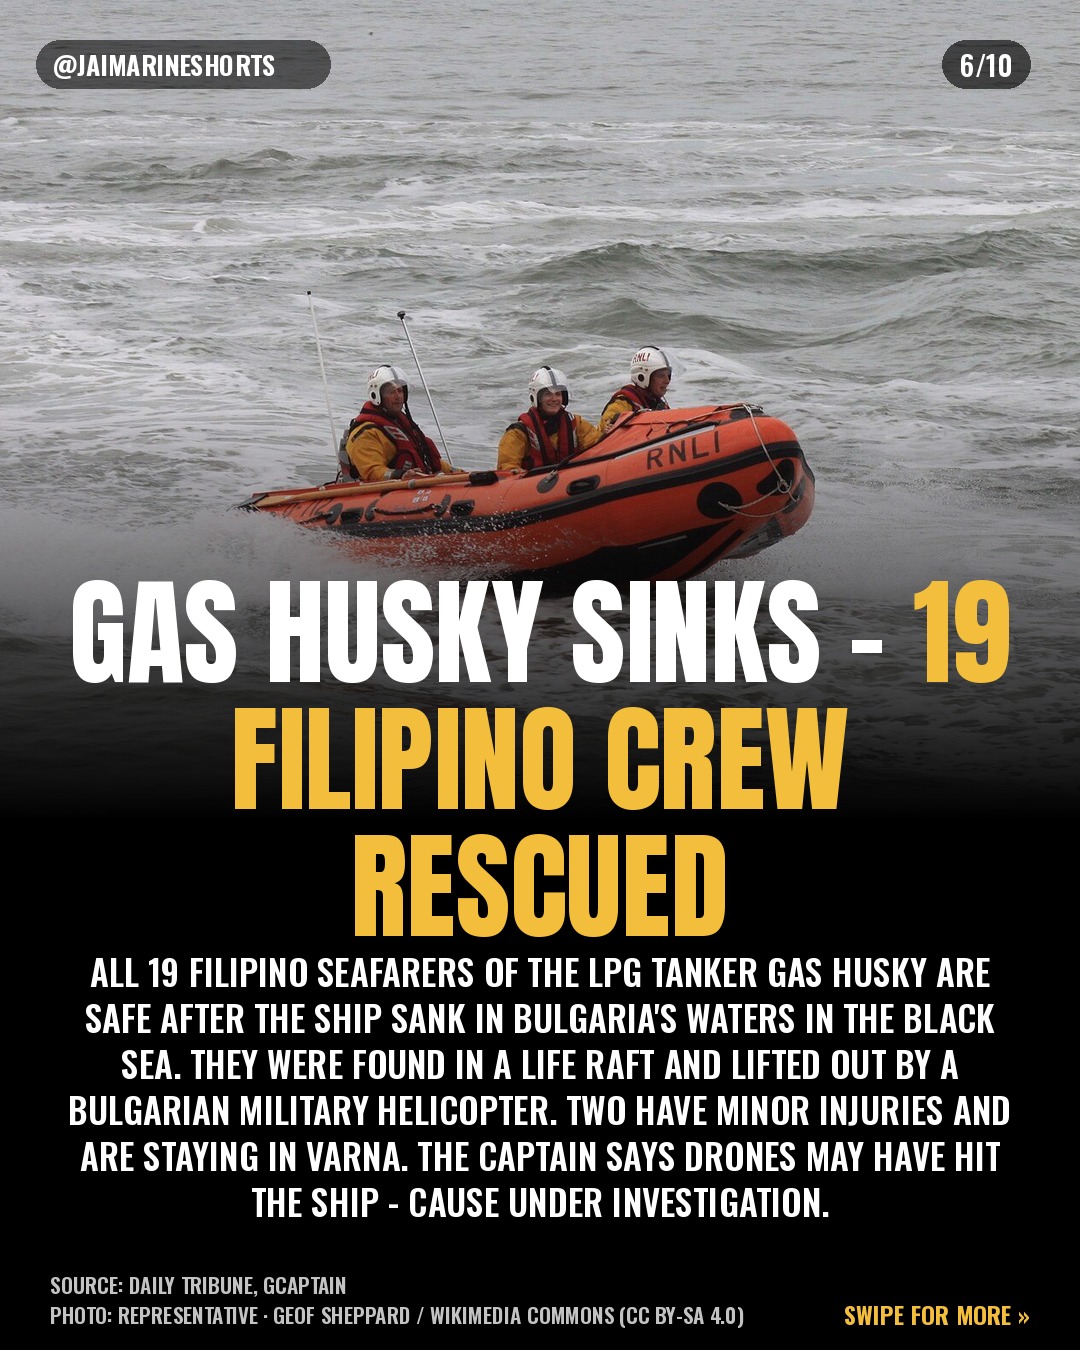 @JAIMARINESHORTS
6/10
RNLI
RNLI
GAS HUSKY SINKS - 19
FILIPINO CREW
RESCUED
ALL 19 FILIPINO SEAFARERS OF THE LPG TANKER GAS HUSKY ARE
SAFE AFTER THE SHIP SANK IN BULGARIA'S WATERS IN THE BLACK
SEA. THEY WERE FOUND IN A LIFE RAFT AND LIFTED OUT BY A
BULGARIAN MILITARY HELICOPTER. TWO HAVE MINOR INJURIES AND
ARE STAYING IN VARNA. THE CAPTAIN SAYS DRONES MAY HAVE HIT
THE SHIP - CAUSE UNDER INVESTIGATION.
SOURCE: DAILY TRIBUNE, GCAPTAIN
PHOTO: REPRESENTATIVE · GEOF SHEPPARD / WIKIMEDIA COMMONS (CC BY-SA 4.0)
SWIPE FOR MORE »